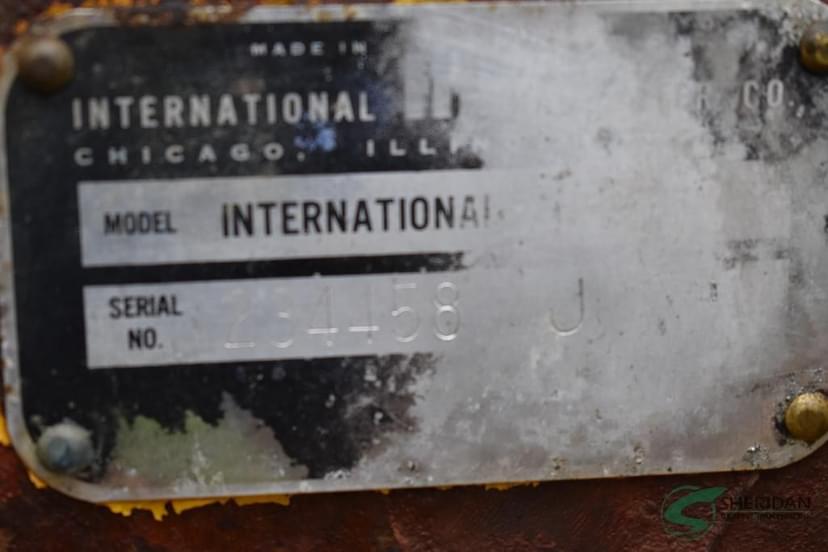 MADE IN
INTERNATIONAL CO.,
CHICAGO, ILL
MODEL INTERNATIONAL
SERIAL NO. 234458 J
SHERIDAN